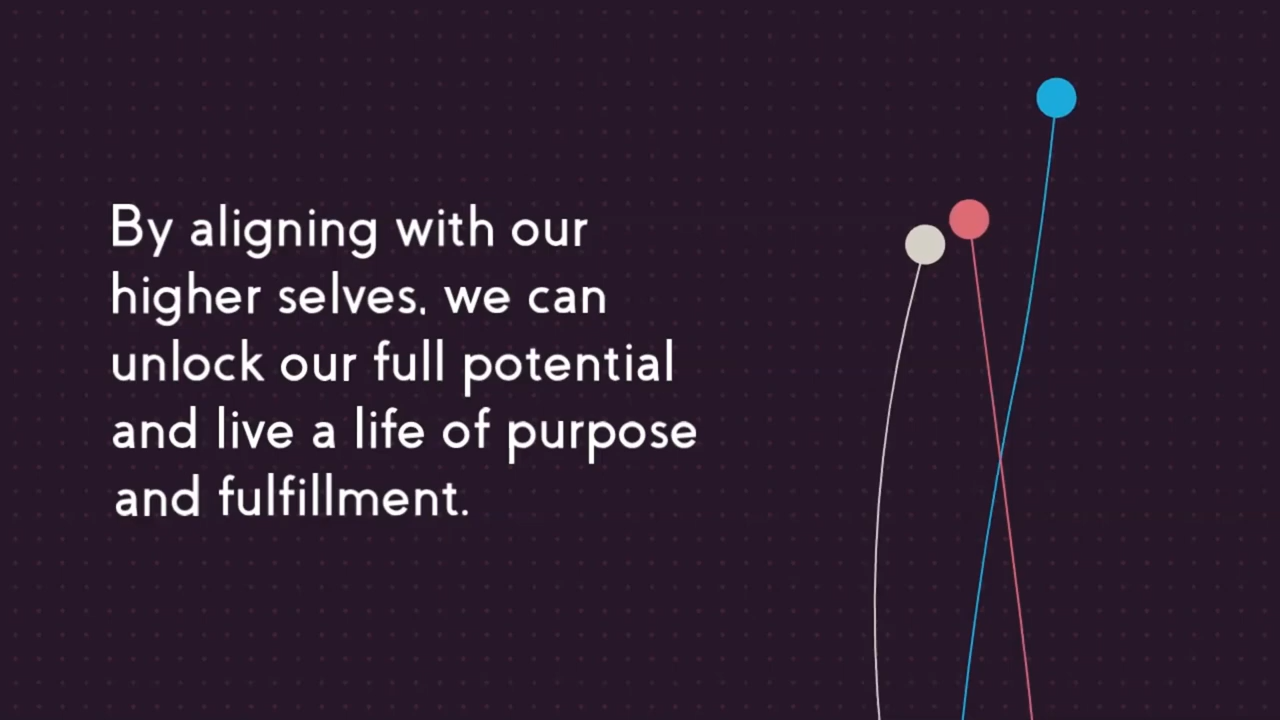 By aligning with our
higher selves, we can
unlock our full potential
and live a life of purpose
and fulfillment.